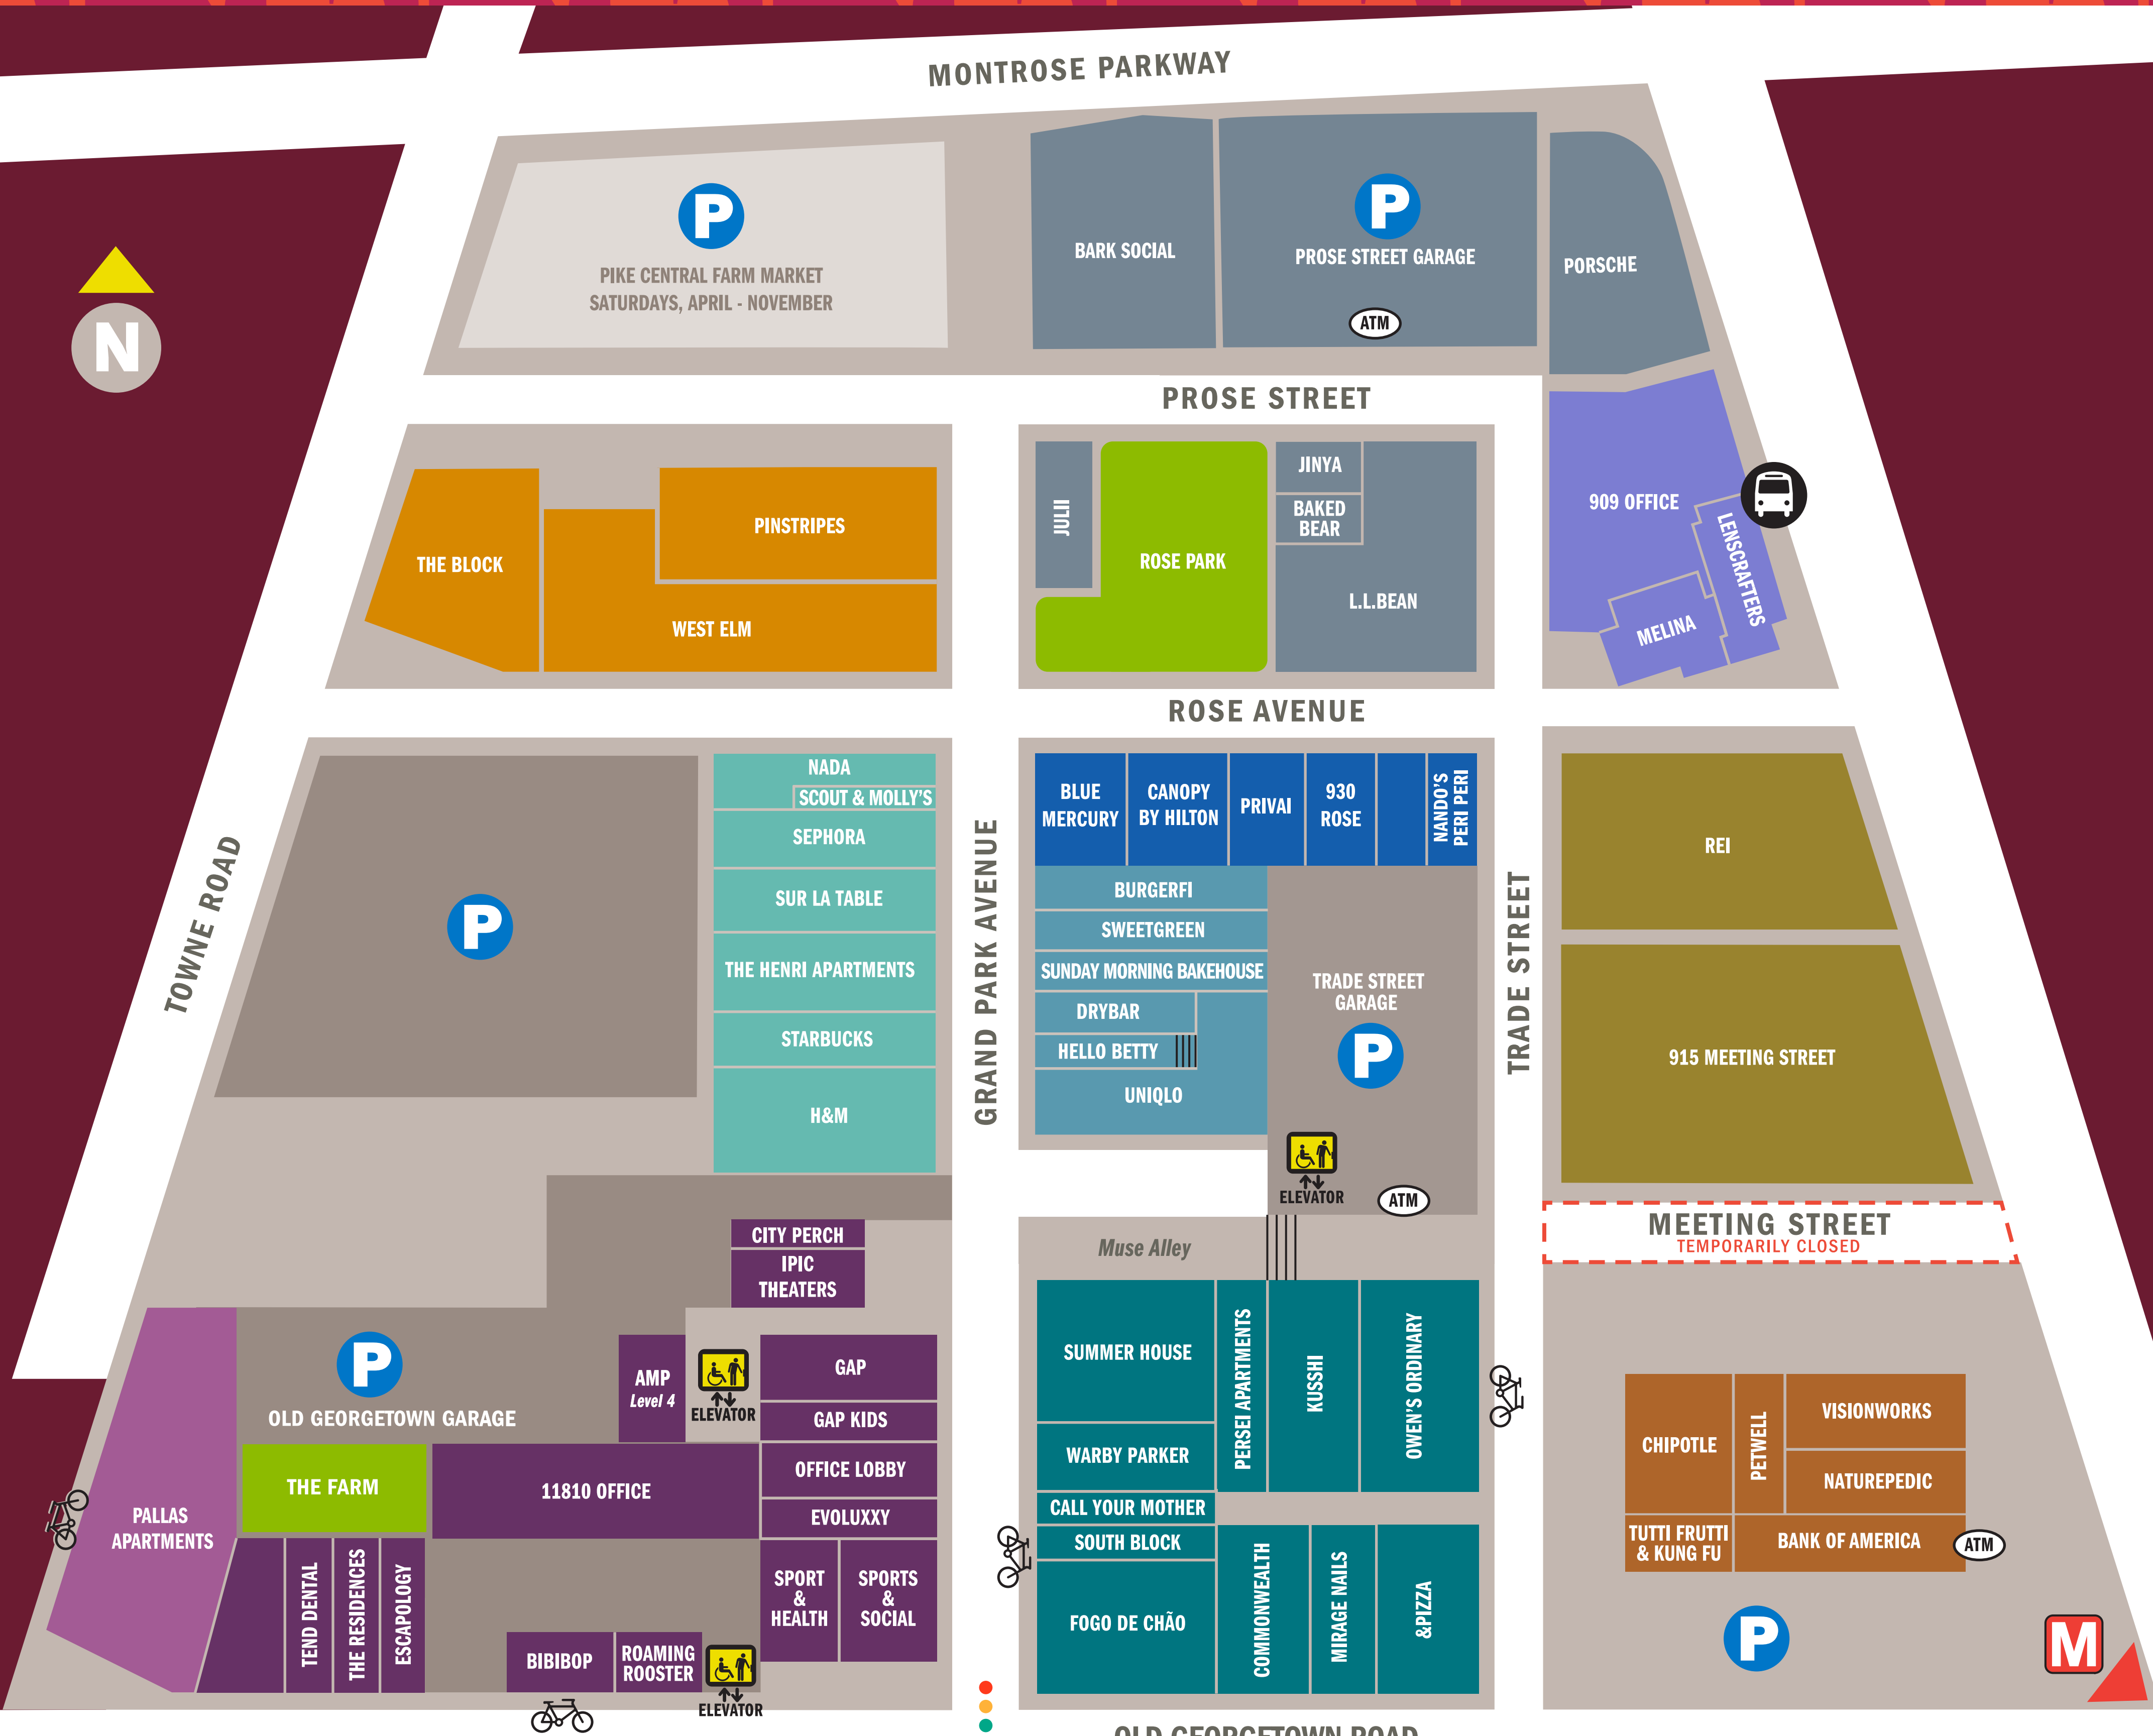 MONTROSE PARKWAY
P
PIKE CENTRAL FARM MARKET
SATURDAYS, APRIL - NOVEMBER
BARK SOCIAL
P
PROSE STREET GARAGE
ATM
PORSCHE
N
PROSE STREET
THE BLOCK
PINSTRIPES
WEST ELM
JULII
ROSE PARK
JINYA
BAKED
BEAR
L.L.BEAN
909 OFFICE
LENSCRAFTERS
MELINA
ROSE AVENUE
TOWNE ROAD
P
NADA
SCOUT & MOLLY'S
SEPHORA
SUR LA TABLE
THE HENRI APARTMENTS
STARBUCKS
H&M
GRAND PARK AVENUE
BLUE
MERCURY
CANOPY
BY HILTON
PRIVAI
930
ROSE
NANDO'S
PERI PERI
BURGERFI
SWEETGREEN
SUNDAY MORNING BAKEHOUSE
DRYBAR
HELLO BETTY
UNIQLO
TRADE STREET
GARAGE
P
ELEVATOR
ATM
TRADE STREET
REI
915 MEETING STREET
MEETING STREET
TEMPORARILY CLOSED
CITY PERCH
IPIC
THEATERS
P
OLD GEORGETOWN GARAGE
AMP
Level 4
ELEVATOR
GAP
GAP KIDS
OFFICE LOBBY
EVOLUXXY
THE FARM
11810 OFFICE
PALLAS
APARTMENTS
TEND DENTAL
THE RESIDENCES
ESCAPOLOGY
BIBIBOP
ROAMING
ROOSTER
ELEVATOR
SPORT
&
HEALTH
SPORTS
&
SOCIAL
Muse Alley
SUMMER HOUSE
WARBY PARKER
CALL YOUR MOTHER
SOUTH BLOCK
FOGO DE CHÃO
PERSEI APARTMENTS
KUSSHI
OWEN'S ORDINARY
COMMONWEALTH
MIRAGE NAILS
&PIZZA
CHIPOTLE
PETWELL
VISIONWORKS
NATUREPEDIC
TUTTI FRUTTI
& KUNG FU
BANK OF AMERICA
ATM
P
M
OLD GEORGETOWN ROAD